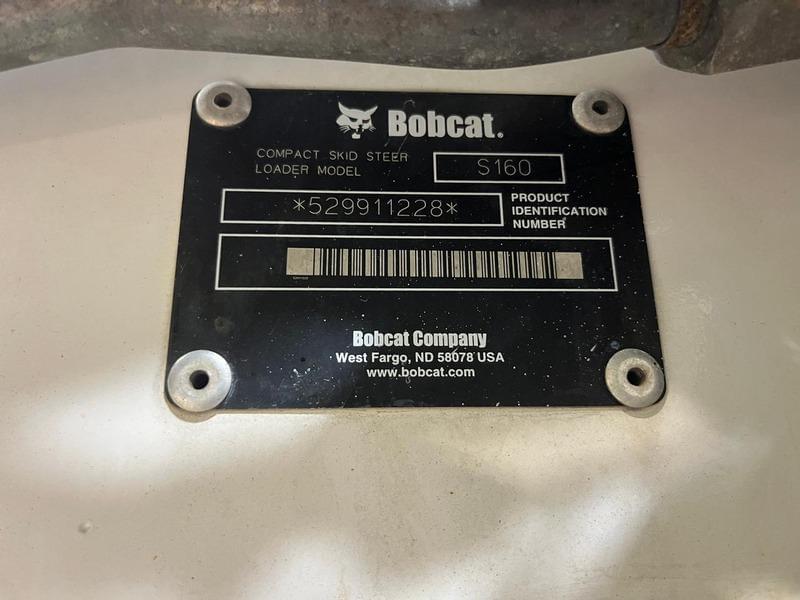 Bobcat.
COMPACT SKID STEER
LOADER MODEL
S160
*529911228*
PRODUCT
IDENTIFICATION
NUMBER
Bobcat Company
West Fargo, ND 58078 USA
www.bobcat.com